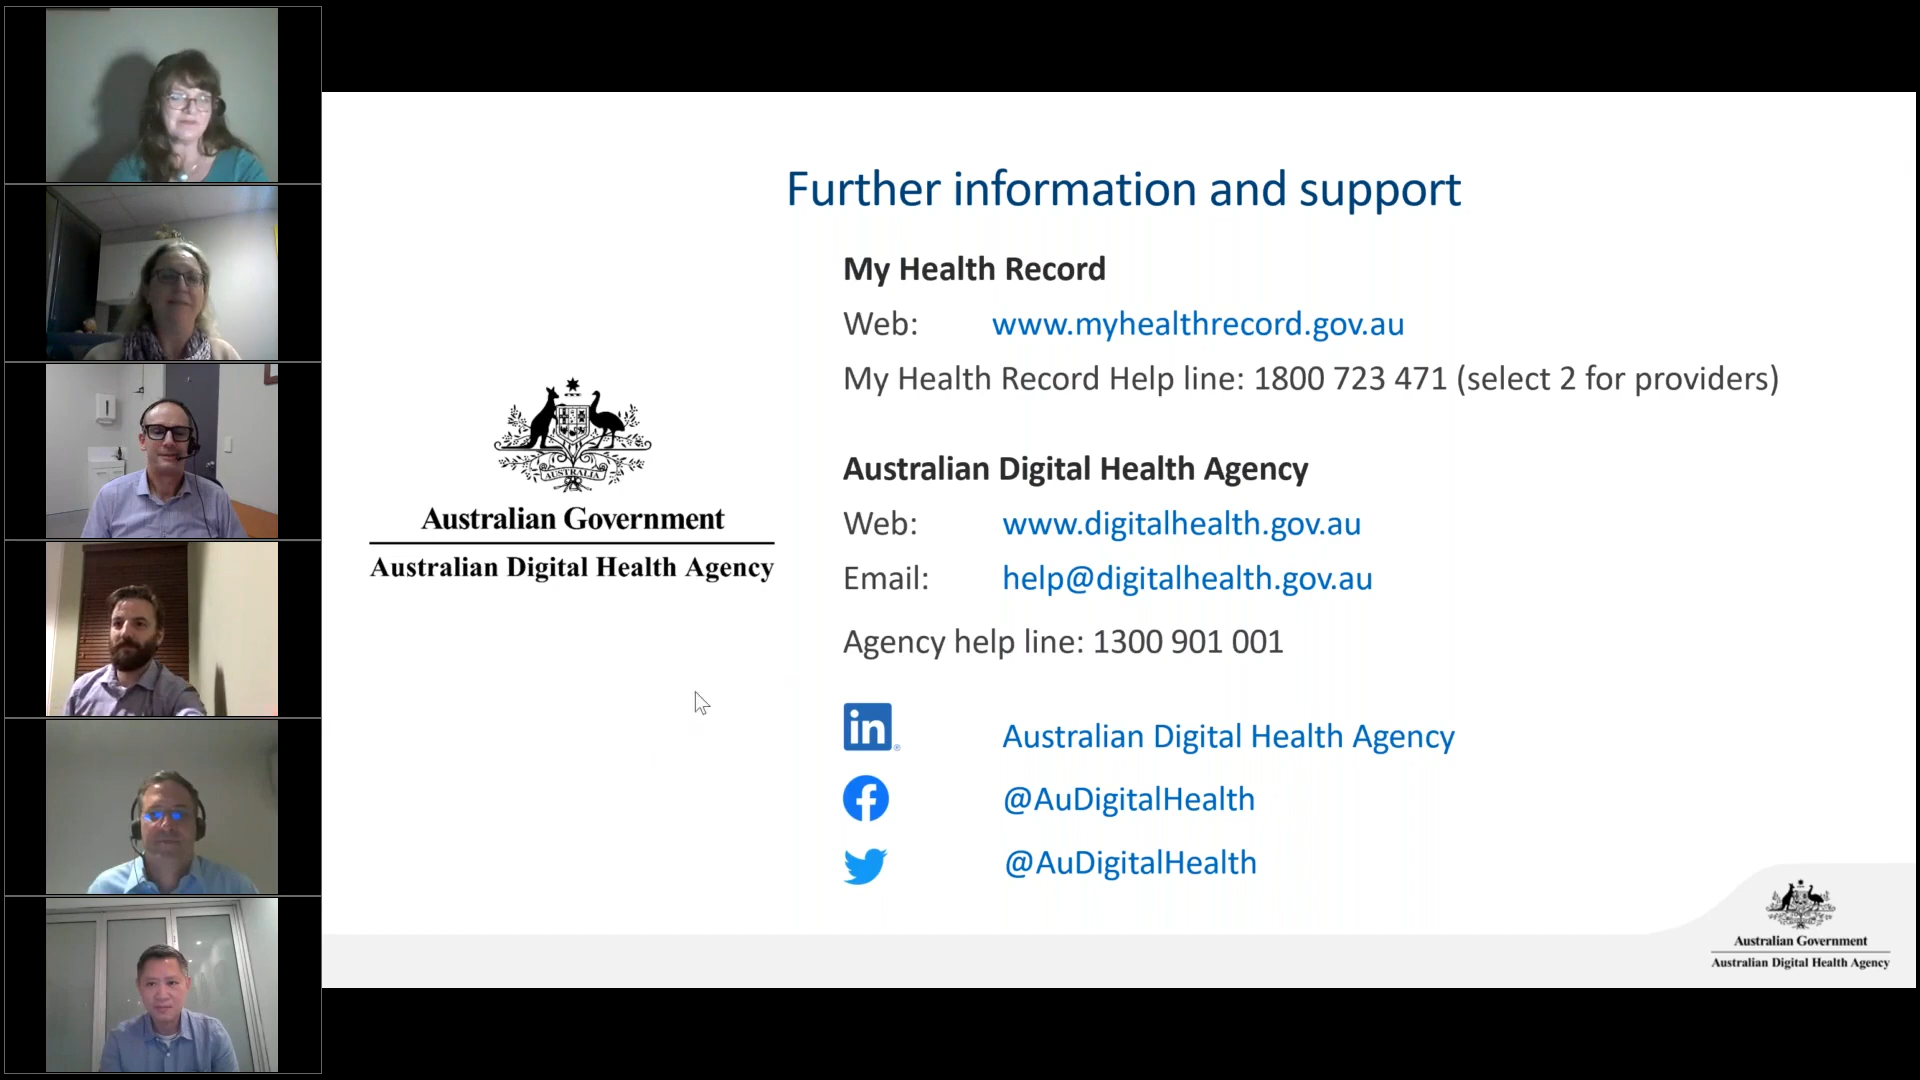 Further information and support
My Health Record
Web: www.myhealthrecord.gov.au
My Health Record Help line: 1800 723 471 (select 2 for providers)
AUSTRALIA
Australian Government
Australian Digital Health Agency
Australian Digital Health Agency
Web: www.digitalhealth.gov.au
Email: help@digitalhealth.gov.au
Agency help line: 1300 901 001
in Australian Digital Health Agency
@AuDigitalHealth
@AuDigitalHealth
Australian Government
Australian Digital Health Agency